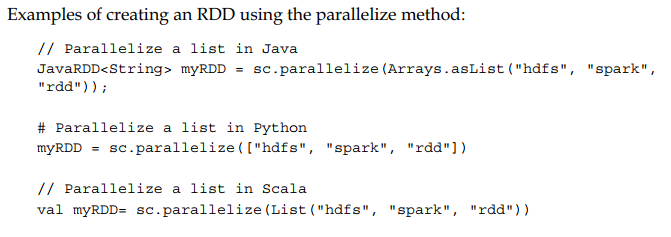 Examples of creating an RDD using the parallelize method:
// Parallelize a list in Java
JavaRDD<String> myRDD = sc.parallelize(Arrays.asList("hdfs", "spark",
"rdd"));
# Parallelize a list in Python
myRDD = sc.parallelize(["hdfs", "spark", "rdd"])
// Parallelize a list in Scala
val myRDD= sc.parallelize(List("hdfs", "spark", "rdd"))